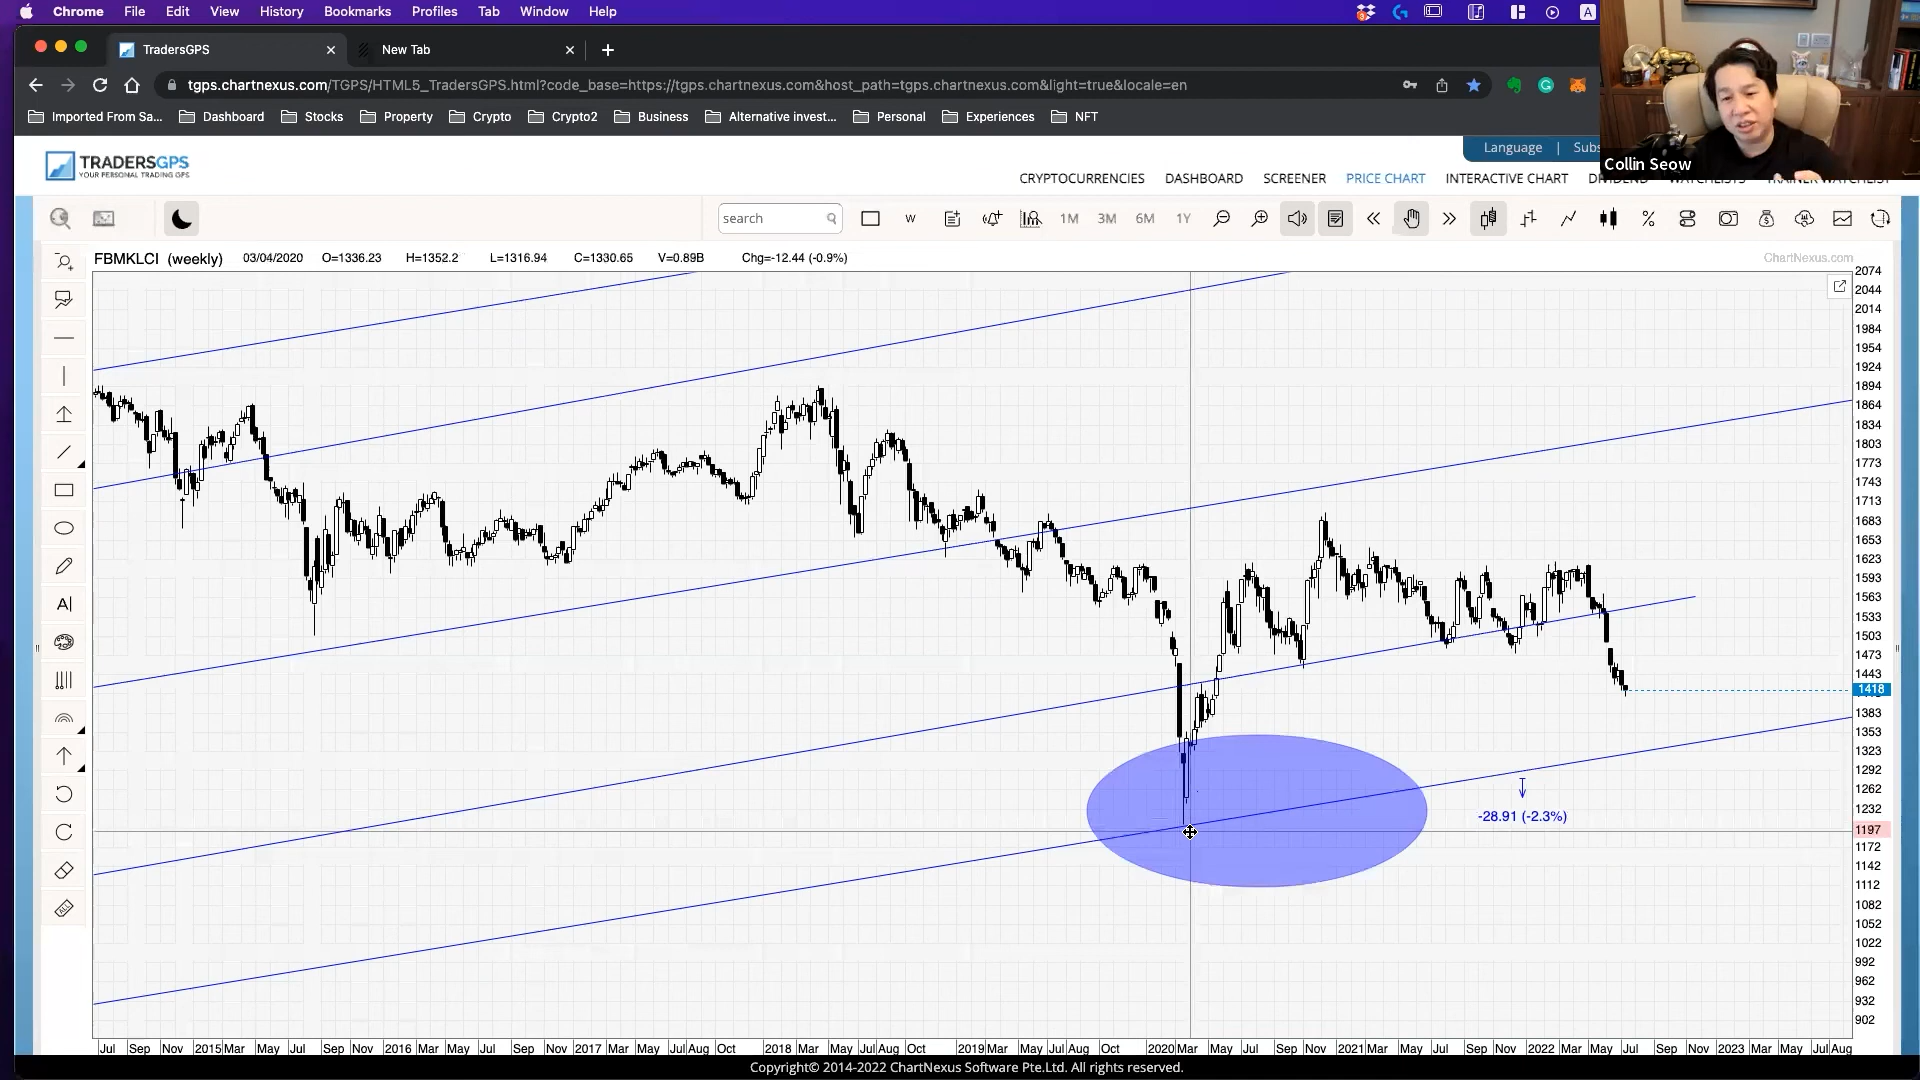 Chrome File Edit View History Bookmarks Profiles Tab Window Help
TradersGPS New Tab
tgps.chartnexus.com/TGPS/HTML5_TradersGPS.html?code_base=https://tgps.chartnexus.com&host_path=tgps.chartnexus.com&light=true&locale=en
Imported From Sa... Dashboard Stocks Property Crypto Crypto2 Business Alternative invest... Personal Experiences NFT
Language | Subs
Collin Seow
TRADERSGPS
YOUR PERSONAL TRADING GPS
CRYPTOCURRENCIES DASHBOARD SCREENER PRICE CHART INTERACTIVE CHART DIVIDEND WATCHLISTS TRAINER WATCHLIST
search W 1M 3M 6M 1Y
FBMKLCI (weekly) 03/04/2020 O=1336.23 H=1352.2 L=1316.94 C=1330.65 V=0.89B Chg=-12.44 (-0.9%)
ChartNexus.com
2074
2044
2014
1984
1954
1924
1894
1864
1834
1803
1773
1743
1713
1683
1653
1623
1593
1563
1533
1503
1473
1443
1418
1383
1353
1323
1292
1262
1232
-28.91 (-2.3%)
1197
1172
1142
1112
1082
1052
1022
992
962
932
902
Jul Sep Nov 2015 Mar May Jul Sep Nov 2016 Mar May Jul Sep Nov 2017 Mar May Jul Aug Oct 2018 Mar May Jul Aug Oct 2019 Mar May Jul Aug Oct 2020 Mar May Jul Sep Nov 2021 Mar May Jul Sep Nov 2022 Mar May Jul Sep Nov 2023 Mar May Jul Aug
Copyright© 2014-2022 ChartNexus Software Pte.Ltd. All rights reserved.